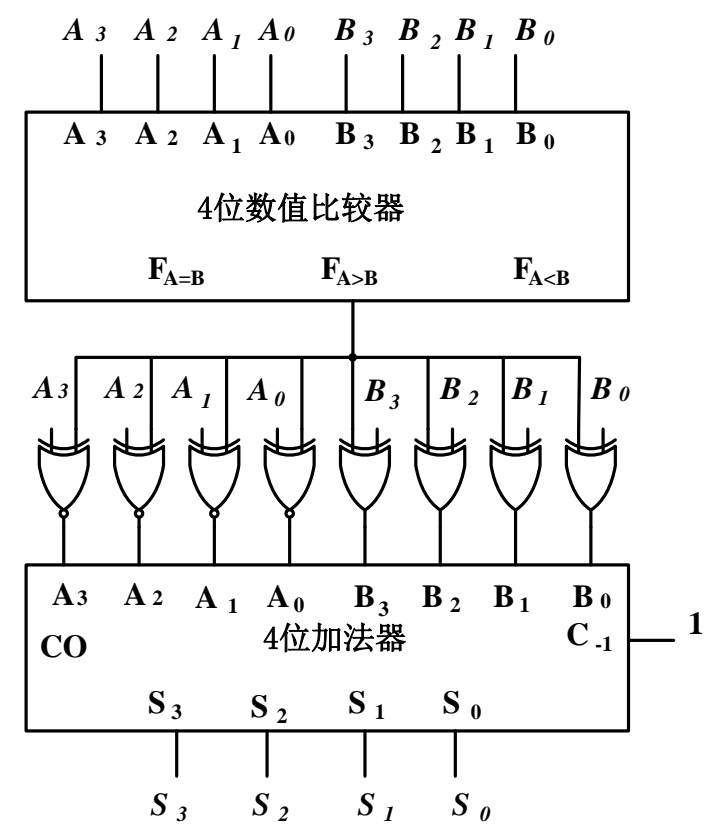 A3 A2 A1 A0 B3 B2 B1 B0
A3 A2 A1 A0 B3 B2 B1 B0
4位数值比较器
FA=B FA>B FA<B
A3 A2 A1 A0 B3 B2 B1 B0
A3 A2 A1 A0 B3 B2 B1 B0
CO 4位加法器 C-1 1
S3 S2 S1 S0
S3 S2 S1 S0